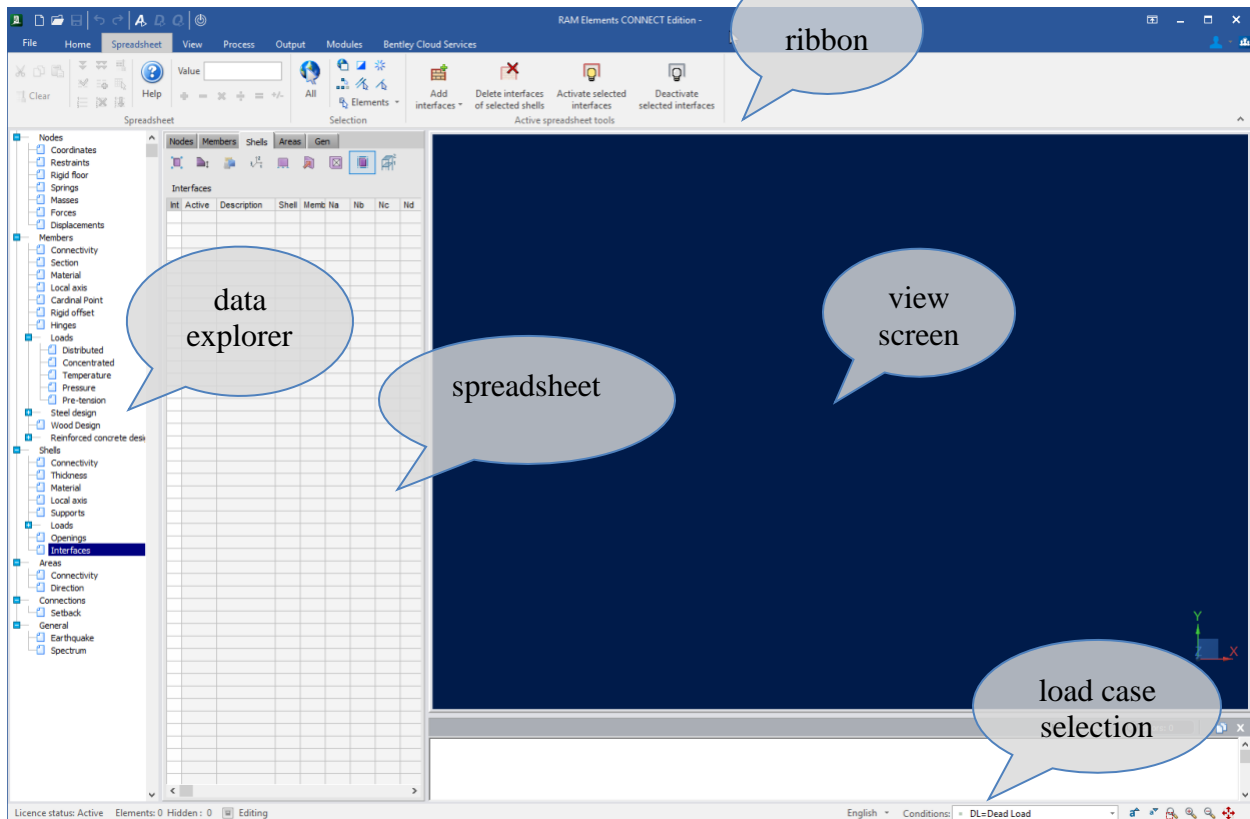 RAM Elements CONNECT Edition -
File Home Spreadsheet View Process Output Modules Bentley Cloud Services
ribbon
Clear
Help
Value
All
Elements
Add interfaces
Delete interfaces of selected shells
Activate selected interfaces
Deactivate selected interfaces
Spreadsheet Selection Active spreadsheet tools
Nodes
Coordinates
Restraints
Rigid floor
Springs
Masses
Forces
Displacements
Members
Connectivity
Section
Material
Local axis
Cardinal Point
Rigid offset
Hinges
Loads
Distributed
Concentrated
Temperature
Pressure
Pre-tension
Steel design
Wood Design
Reinforced concrete desi
Shells
Connectivity
Thickness
Material
Local axis
Supports
Loads
Openings
Interfaces
Areas
Connectivity
Direction
Connections
Setback
General
Earthquake
Spectrum
data
explorer
Nodes Members Shells Areas Gen
Interfaces
Int Active Description Shell Memb Na Nb Nc Nd
spreadsheet
view
screen
Y
Z X
load case
selection
Licence status: Active Elements: 0 Hidden : 0 Editing English Conditions: DL=Dead Load